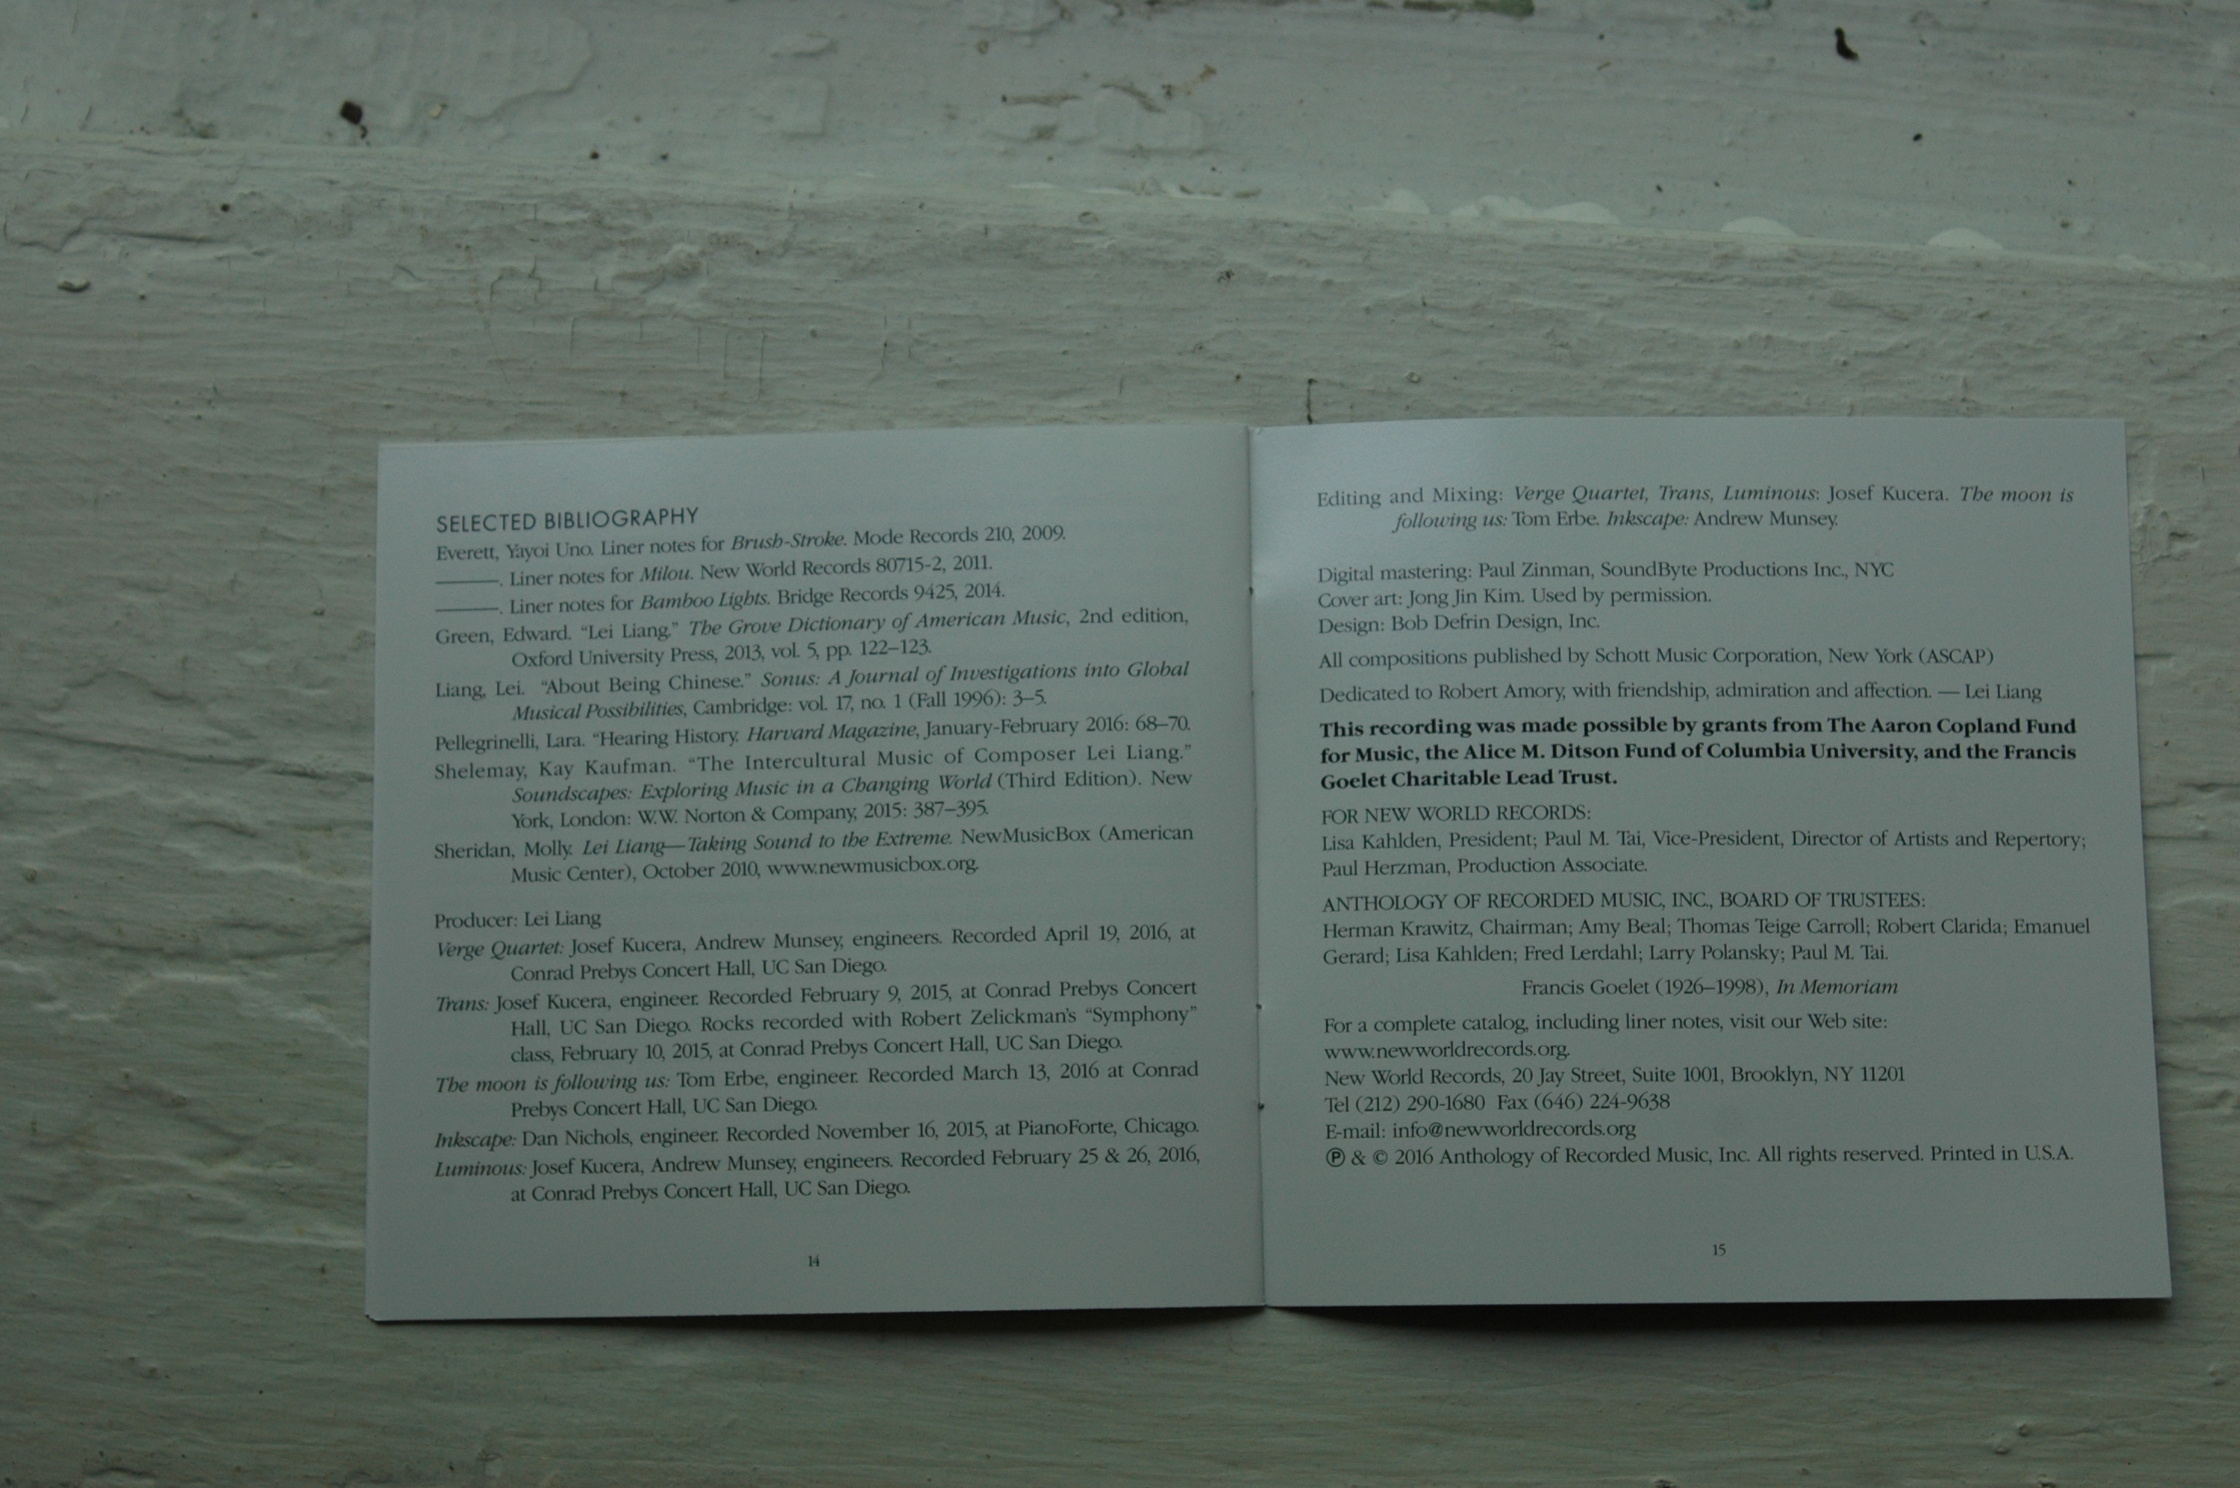 SELECTED BIBLIOGRAPHY
Everett, Yayoi Uno. Liner notes for Brush-Stroke. Mode Records 210, 2009.
———. Liner notes for Milou. New World Records 80715-2, 2011.
———. Liner notes for Bamboo Lights. Bridge Records 9425, 2014.
Green, Edward. “Lei Liang.” The Grove Dictionary of American Music, 2nd edition,
Oxford University Press, 2013, vol. 5, pp. 122–123.
Liang, Lei. “About Being Chinese.” Sonus: A Journal of Investigations into Global
Musical Possibilities, Cambridge: vol. 17, no. 1 (Fall 1996): 3–5.
Pellegrinelli, Lara. “Hearing History. Harvard Magazine, January-February 2016: 68–70.
Shelemay, Kay Kaufman. “The Intercultural Music of Composer Lei Liang.”
Soundscapes: Exploring Music in a Changing World (Third Edition). New
York, London: W.W. Norton & Company, 2015: 387–395.
Sheridan, Molly. Lei Liang—Taking Sound to the Extreme. NewMusicBox (American
Music Center), October 2010, www.newmusicbox.org.
Producer: Lei Liang
Verge Quartet: Josef Kucera, Andrew Munsey, engineers. Recorded April 19, 2016, at
Conrad Prebys Concert Hall, UC San Diego.
Trans: Josef Kucera, engineer. Recorded February 9, 2015, at Conrad Prebys Concert
Hall, UC San Diego. Rocks recorded with Robert Zelickman’s “Symphony”
class, February 10, 2015, at Conrad Prebys Concert Hall, UC San Diego.
The moon is following us: Tom Erbe, engineer. Recorded March 13, 2016 at Conrad
Prebys Concert Hall, UC San Diego.
Inkscape: Dan Nichols, engineer. Recorded November 16, 2015, at PianoForte, Chicago.
Luminous: Josef Kucera, Andrew Munsey, engineers. Recorded February 25 & 26, 2016,
at Conrad Prebys Concert Hall, UC San Diego.
14
Editing and Mixing: Verge Quartet, Trans, Luminous: Josef Kucera. The moon is
following us: Tom Erbe. Inkscape: Andrew Munsey.
Digital mastering: Paul Zinman, SoundByte Productions Inc., NYC
Cover art: Jong Jin Kim. Used by permission.
Design: Bob Defrin Design, Inc.
All compositions published by Schott Music Corporation, New York (ASCAP)
Dedicated to Robert Amory, with friendship, admiration and affection. — Lei Liang
This recording was made possible by grants from The Aaron Copland Fund
for Music, the Alice M. Ditson Fund of Columbia University, and the Francis
Goelet Charitable Lead Trust.
FOR NEW WORLD RECORDS:
Lisa Kahlden, President; Paul M. Tai, Vice-President, Director of Artists and Repertory;
Paul Herzman, Production Associate.
ANTHOLOGY OF RECORDED MUSIC, INC., BOARD OF TRUSTEES:
Herman Krawitz, Chairman; Amy Beal; Thomas Teige Carroll; Robert Clarida; Emanuel
Gerard; Lisa Kahlden; Fred Lerdahl; Larry Polansky; Paul M. Tai.
Francis Goelet (1926–1998), In Memoriam
For a complete catalog, including liner notes, visit our Web site:
www.newworldrecords.org.
New World Records, 20 Jay Street, Suite 1001, Brooklyn, NY 11201
Tel (212) 290-1680 Fax (646) 224-9638
E-mail: info@newworldrecords.org
℗ & © 2016 Anthology of Recorded Music, Inc. All rights reserved. Printed in U.S.A.
15